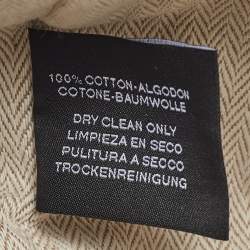 100% COTTON-ALGODON
COTONE-BAUMWOLLE
DRY CLEAN ONLY
LIMPIEZA EN SECO
PULITURA A SECCO
TROCKENREINIGUNG